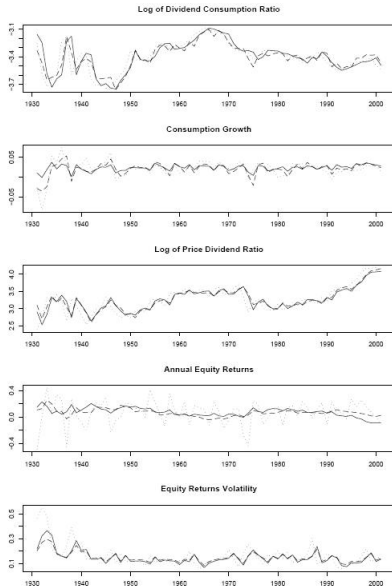 Log of Dividend Consumption Ratio
-3.1
-3.4
-3.7
1930 1940 1950 1960 1970 1980 1990 2000
Consumption Growth
0.05
-0.05
1930 1940 1950 1960 1970 1980 1990 2000
Log of Price Dividend Ratio
4.0
3.5
3.0
2.5
1930 1940 1950 1960 1970 1980 1990 2000
Annual Equity Returns
0.4
0.0
-0.4
1930 1940 1950 1960 1970 1980 1990 2000
Equity Returns Volatility
0.5
0.3
0.1
1930 1940 1950 1960 1970 1980 1990 2000